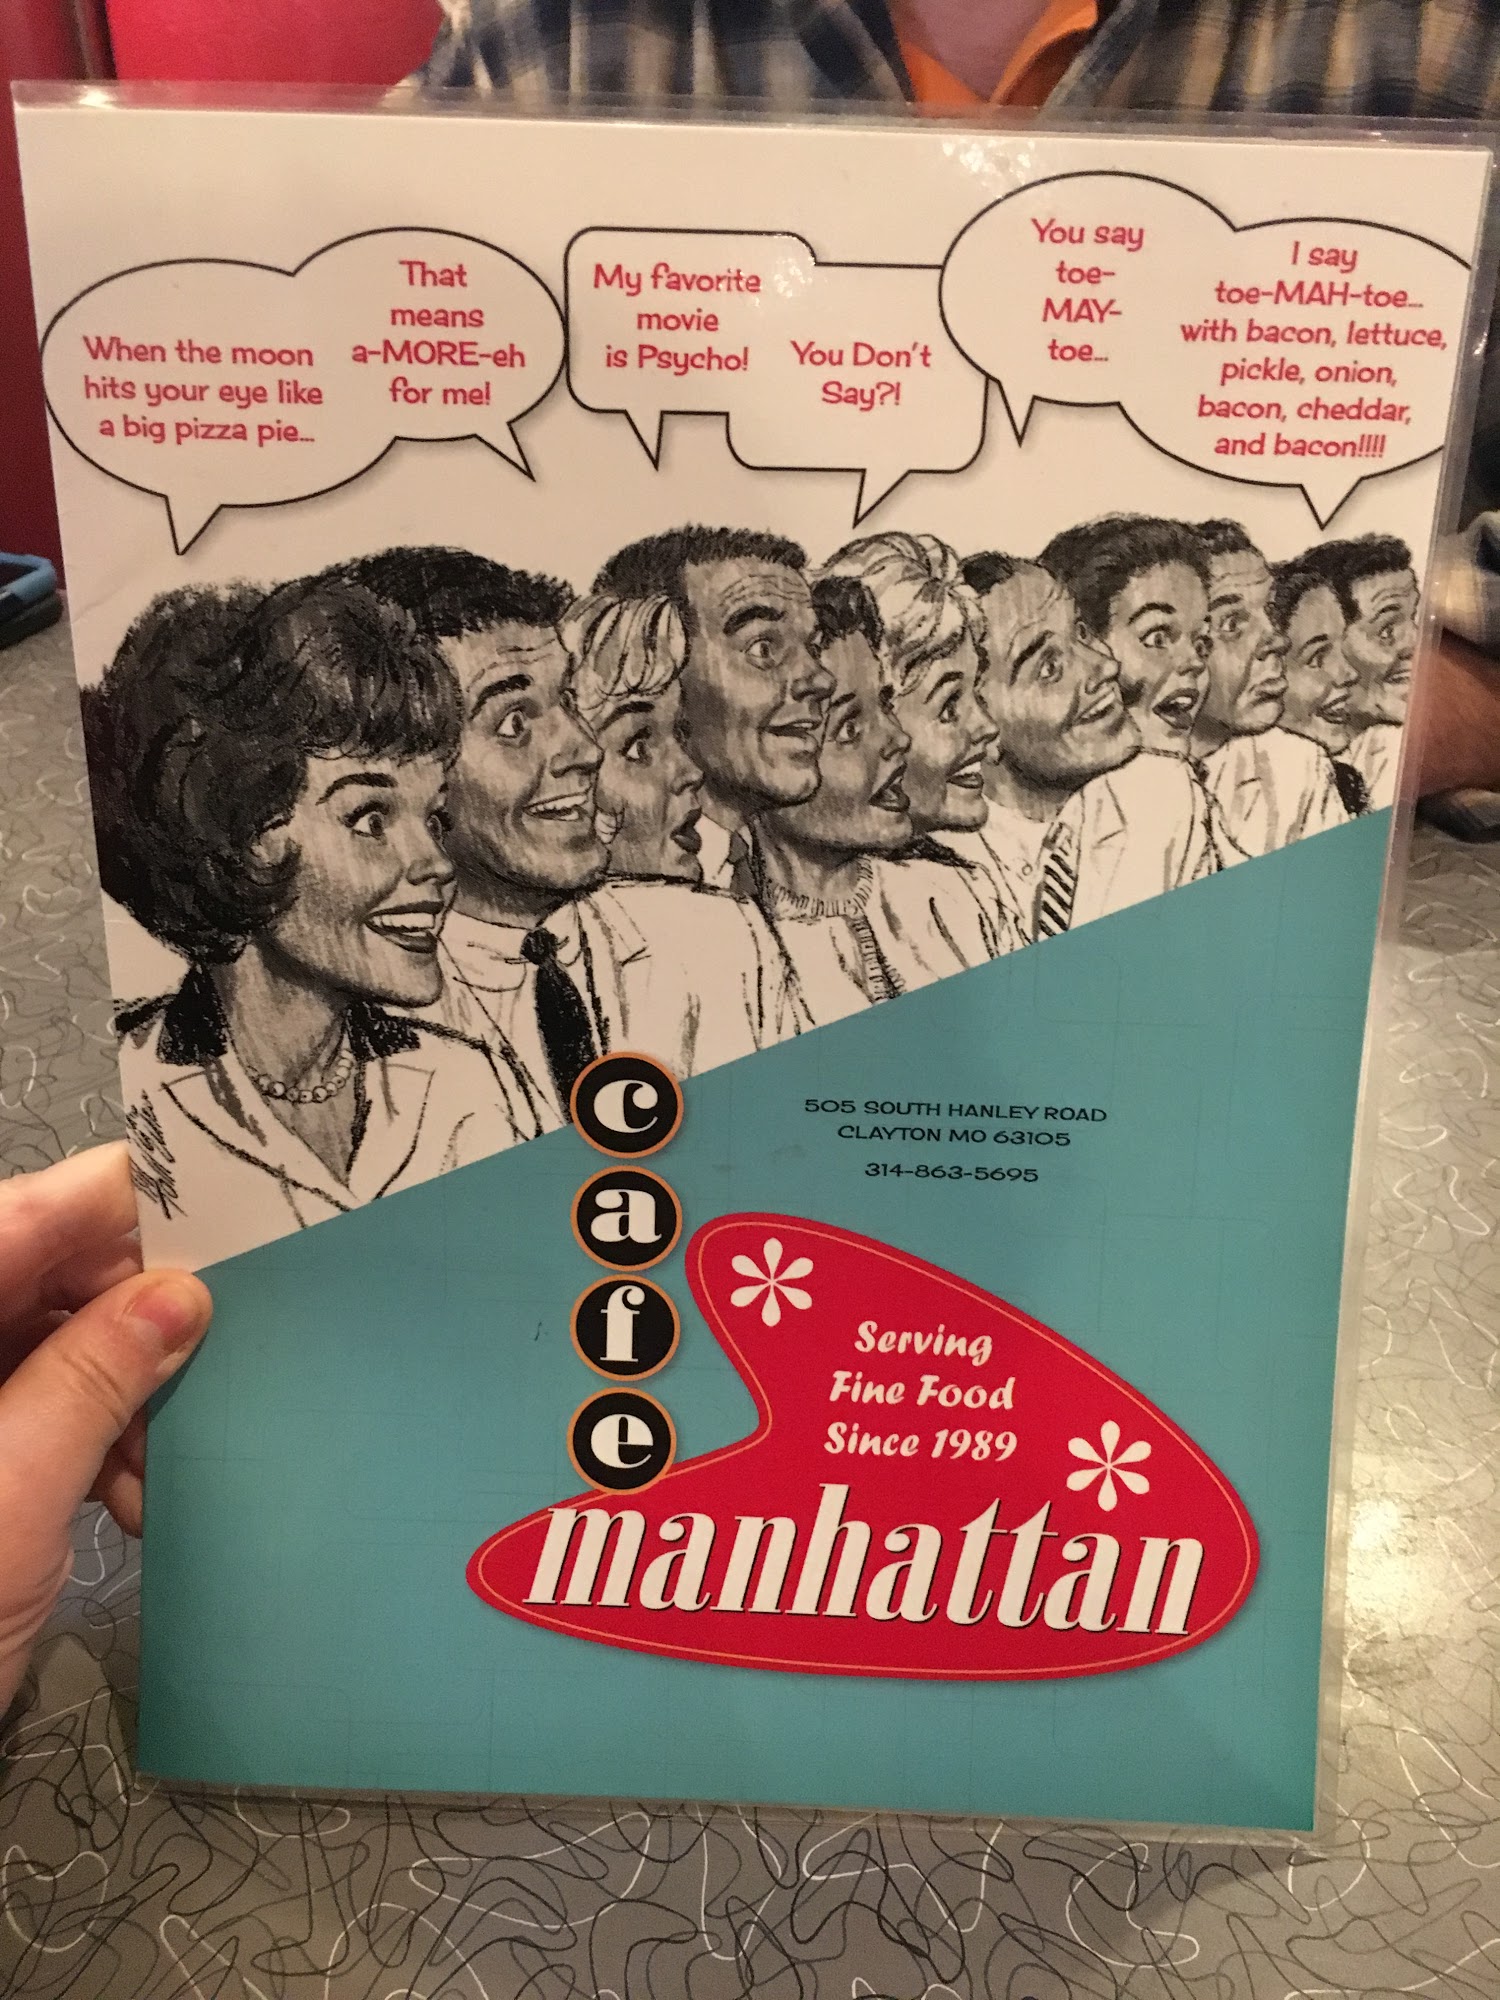 When the moon
hits your eye like
a big pizza pie...
That
means
a-MORE-eh
for me!
My favorite
movie
is Psycho!
You Don't
Say?!
You say
toe-
MAY-
toe...
I say
toe-MAH-toe...
with bacon, lettuce,
pickle, onion,
bacon, cheddar,
and bacon!!!!
505 SOUTH HANLEY ROAD
CLAYTON MO 63105
314-863-5695
cafe
Serving
Fine Food
Since 1989
manhattan